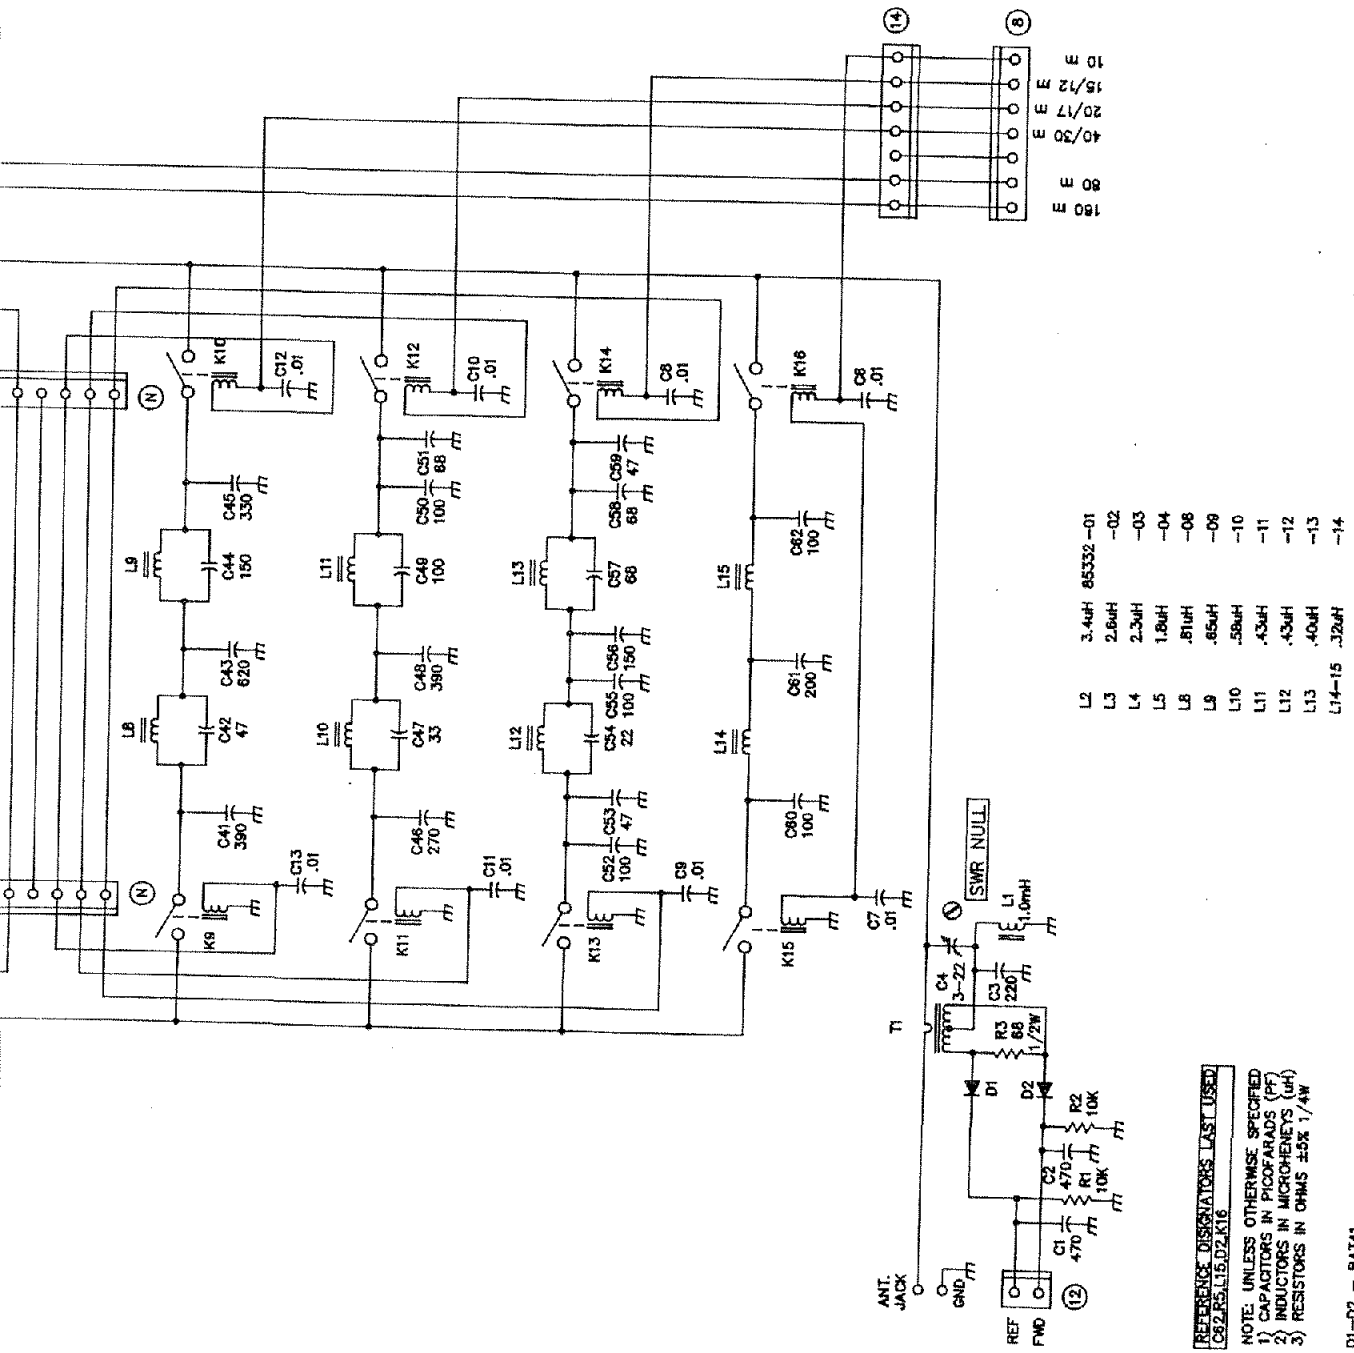 14
8
10 m
15/12 m
20/17 m
40/30 m
80 m
160 m
K10
C12
.01
K12
C10
.01
K14
C8
.01
K16
C6
.01
N
C45
330
L9
C44
150
C43
620
L8
C42
47
C41
390
C13
.01
K9
C51
68
C50
100
L11
C49
100
C48
390
L10
C47
33
C46
270
C11
.01
K11
C59
47
C58
68
L13
C57
68
C56
150
C55
100
L12
C54
22
C53
47
C52
100
C9
.01
K13
C62
100
L15
C61
200
L14
C60
100
C7
.01
K15
N
SWR NULL
L1
1.0mH
C4
3-22
C3
220
T1
R3
68
1/2W
D1
D2
R2
10K
C2
470
R1
10K
C1
470
ANT.
JACK
GND
REF
FWD
12
L2 3.4uH 85332 -01
L3 2.6uH -02
L4 2.3uH -03
L5 1.8uH -04
L8 .81uH -08
L9 .65uH -09
L10 .58uH -10
L11 .43uH -11
L12 .43uH -12
L13 .40uH -13
L14-15 .32uH -14
REFERENCE DISIGNATORS LAST USED
C62,R5,L15,D2,K16
NOTE: UNLESS OTHERWISE SPECIFIED
1) CAPACITORS IN PICOFARADS (PF)
2) INDUCTORS IN MICROHENEYS (uH)
3) RESISTORS IN OHMS ±5% 1/4W